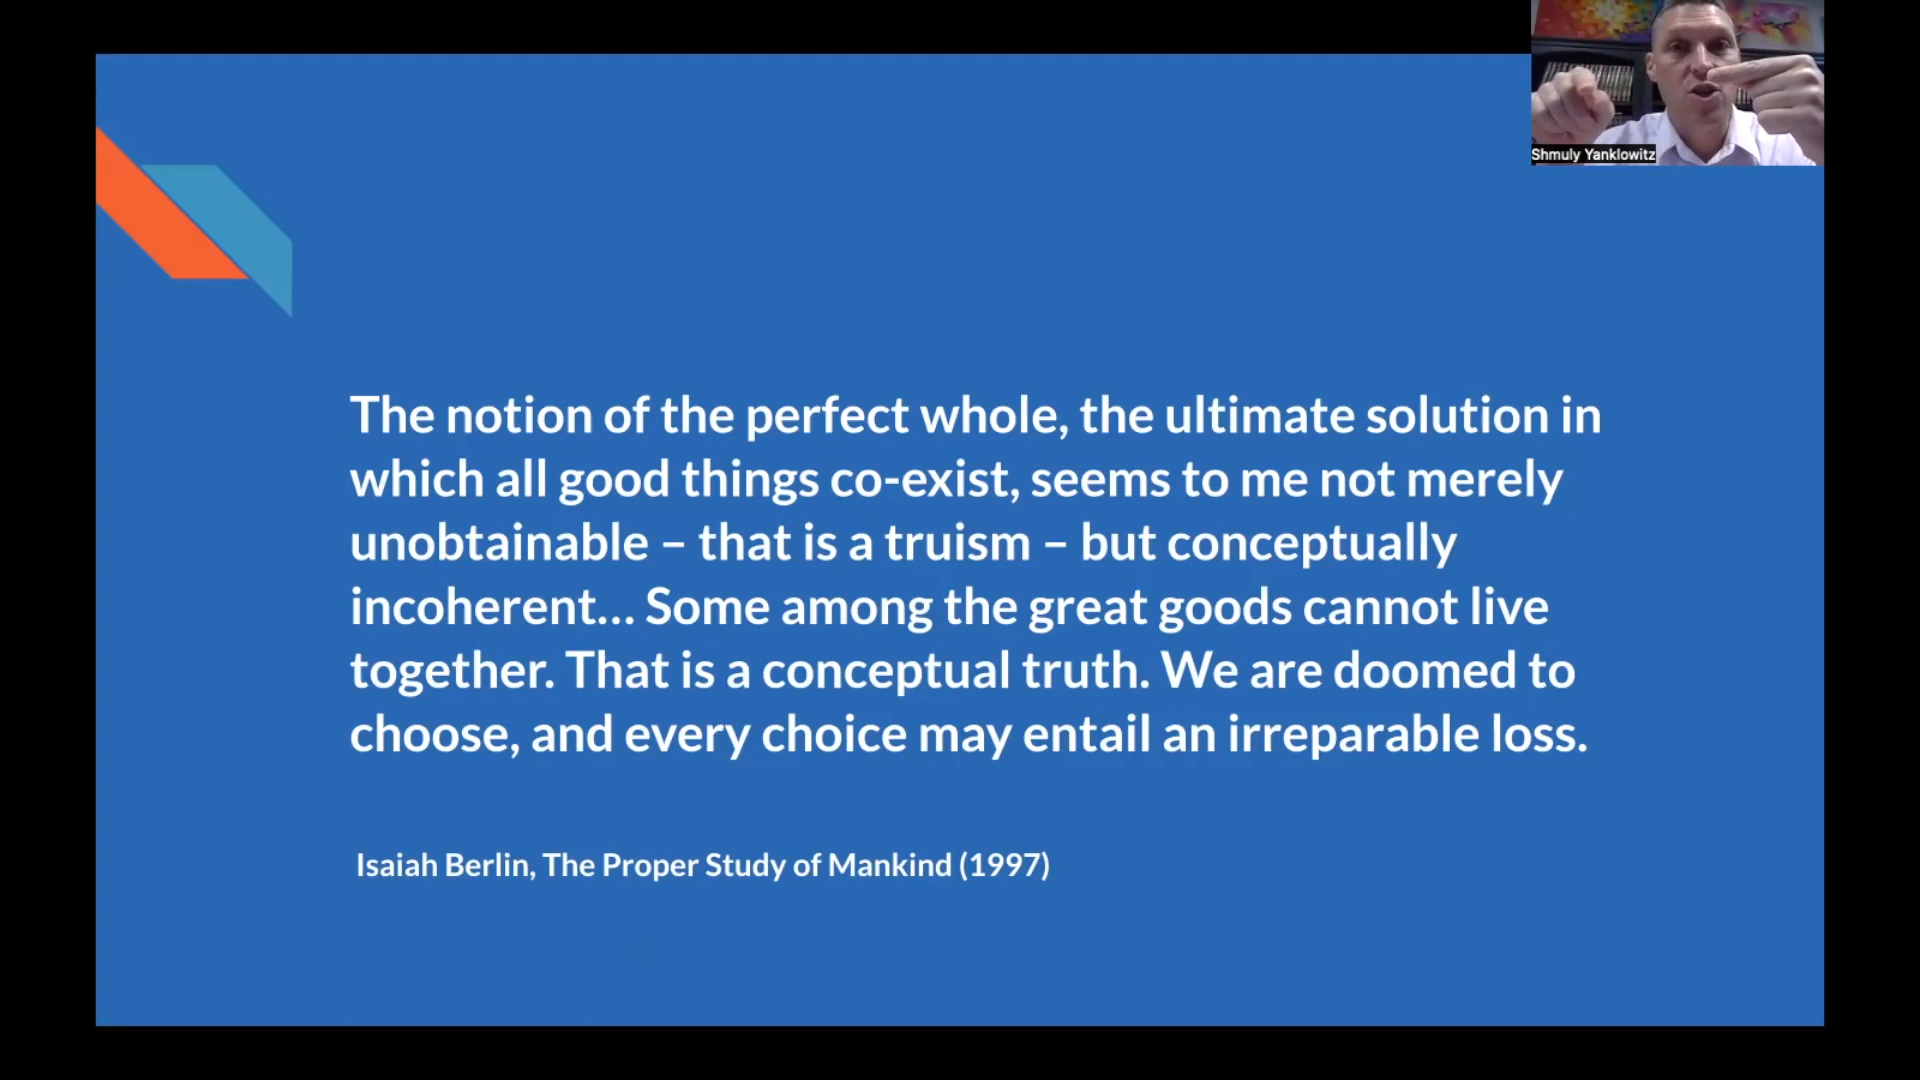 Shmuly Yanklowitz
The notion of the perfect whole, the ultimate solution in
which all good things co-exist, seems to me not merely
unobtainable – that is a truism – but conceptually
incoherent... Some among the great goods cannot live
together. That is a conceptual truth. We are doomed to
choose, and every choice may entail an irreparable loss.
Isaiah Berlin, The Proper Study of Mankind (1997)